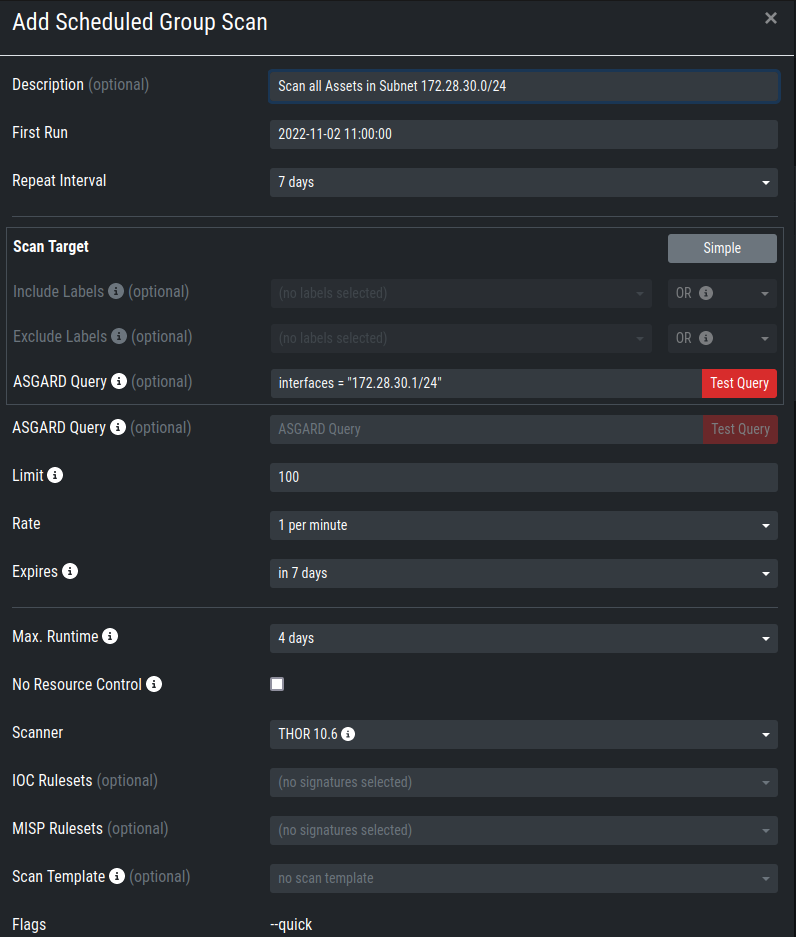 Add Scheduled Group Scan ×
Description (optional) Scan all Assets in Subnet 172.28.30.0/24
First Run 2022-11-02 11:00:00
Repeat Interval 7 days
Scan Target Simple
Include Labels i (optional) (no labels selected) OR i
Exclude Labels i (optional) (no labels selected) OR i
ASGARD Query i (optional) interfaces = "172.28.30.1/24" Test Query
ASGARD Query i (optional) ASGARD Query Test Query
Limit i 100
Rate 1 per minute
Expires i in 7 days
Max. Runtime i 4 days
No Resource Control i
Scanner THOR 10.6 i
IOC Rulesets (optional) (no signatures selected)
MISP Rulesets (optional) (no signatures selected)
Scan Template i (optional) no scan template
Flags --quick